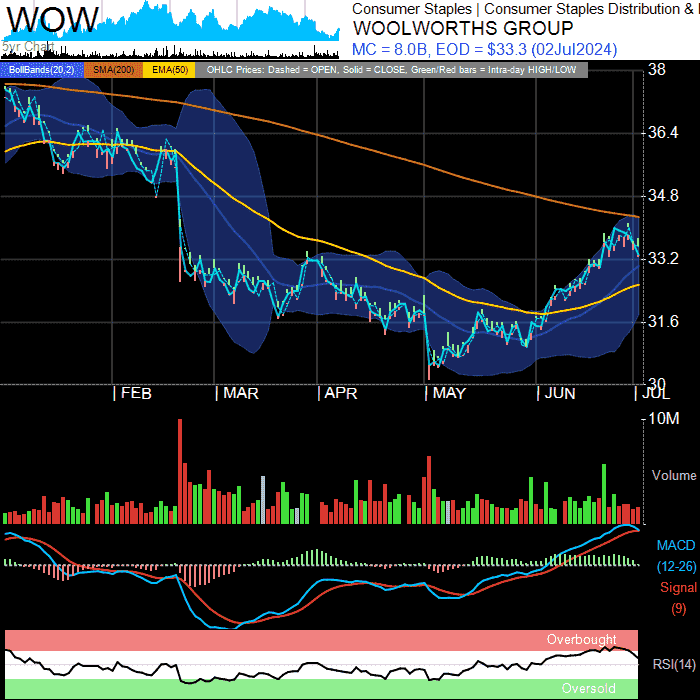 WOW
Consumer Staples | Consumer Staples Distribution &
WOOLWORTHS GROUP
MC = 8.0B, EOD = $33.3 (02Jul2024)
5yr Chart
BollBands(20,2) SMA(200) EMA(50) OHLC Prices: Dashed = OPEN, Solid = CLOSE, Green/Red bars = Intra-day HIGH/LOW
38
36.4
34.8
33.2
31.6
30
| FEB | MAR | APR | MAY | JUN | JUL
10M
Volume
MACD
(12-26)
Signal
(9)
Overbought
RSI(14)
Oversold